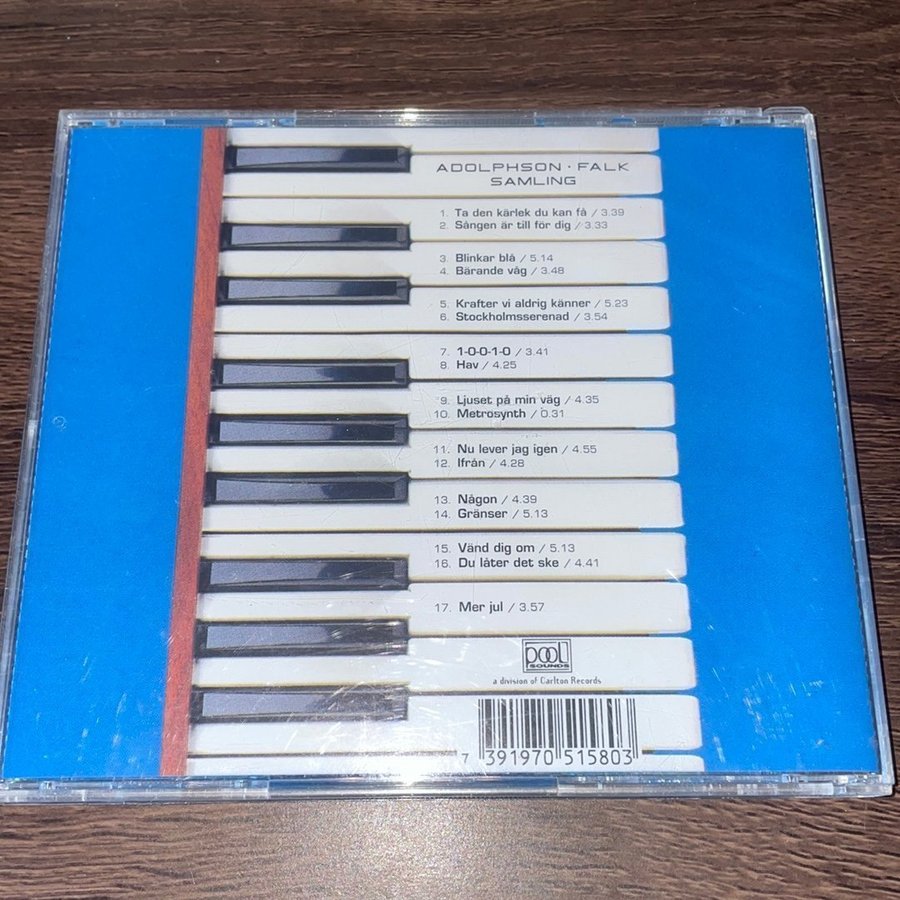 ADOLPHSON · FALK
SAMLING
1. Ta den kärlek du kan få / 3.39
2. Sången är till för dig / 3.33
3. Blinkar blå / 5.14
4. Bärande våg / 3.48
5. Krafter vi aldrig känner / 5.23
6. Stockholmsserenad / 3.54
7. 1-0-0-1-0 / 3.41
8. Hav / 4.25
9. Ljuset på min väg / 4.35
10. Metrosynth / 0.31
11. Nu lever jag igen / 4.55
12. Ifrån / 4.28
13. Någon / 4.39
14. Gränser / 5.13
15. Vänd dig om / 5.13
16. Du låter det ske / 4.41
17. Mer jul / 3.57
pool
SOUNDS
a division of Carlton Records
7 391970 515803